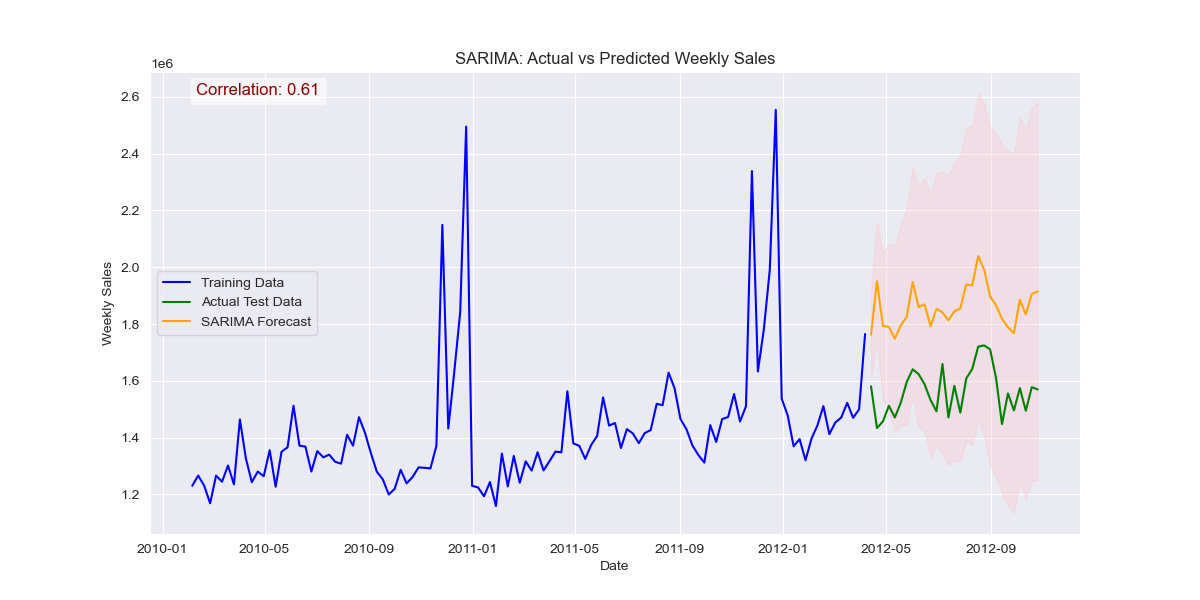 SARIMA: Actual vs Predicted Weekly Sales
1e6
Correlation: 0.61
2.6
2.4
2.2
2.0
1.8
1.6
1.4
1.2
Weekly Sales
Training Data
Actual Test Data
SARIMA Forecast
2010-01 2010-05 2010-09 2011-01 2011-05 2011-09 2012-01 2012-05 2012-09
Date